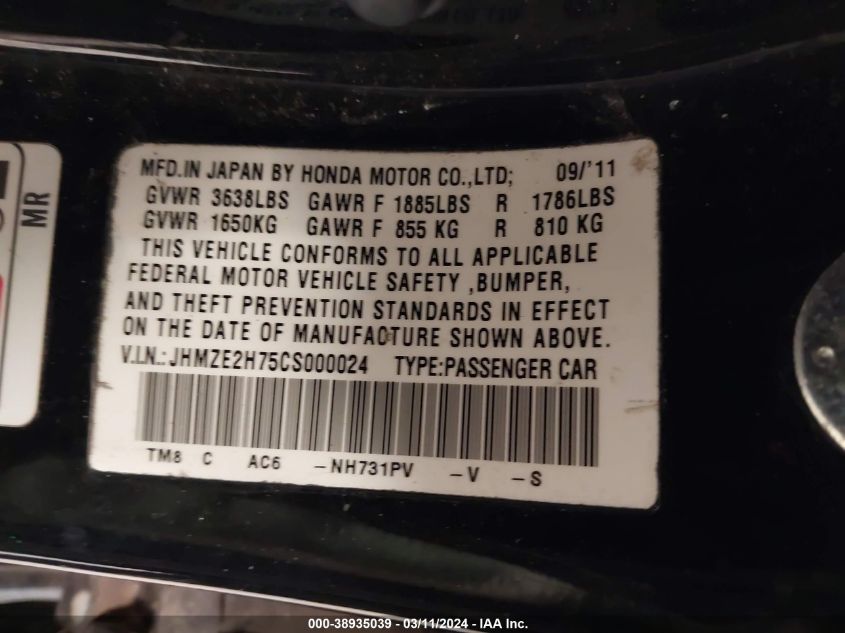 MR
MFD.IN JAPAN BY HONDA MOTOR CO.,LTD; 09/'11
GVWR 3638LBS GAWR F 1885LBS R 1786LBS
GVWR 1650KG GAWR F 855 KG R 810 KG
THIS VEHICLE CONFORMS TO ALL APPLICABLE
FEDERAL MOTOR VEHICLE SAFETY ,BUMPER,
AND THEFT PREVENTION STANDARDS IN EFFECT
ON THE DATE OF MANUFACTURE SHOWN ABOVE.
V.I.N.: JHMZE2H75CS000024 TYPE:PASSENGER CAR
TM8 C AC6 -NH731PV -V -S
000-38935039 - 03/11/2024 - IAA Inc.